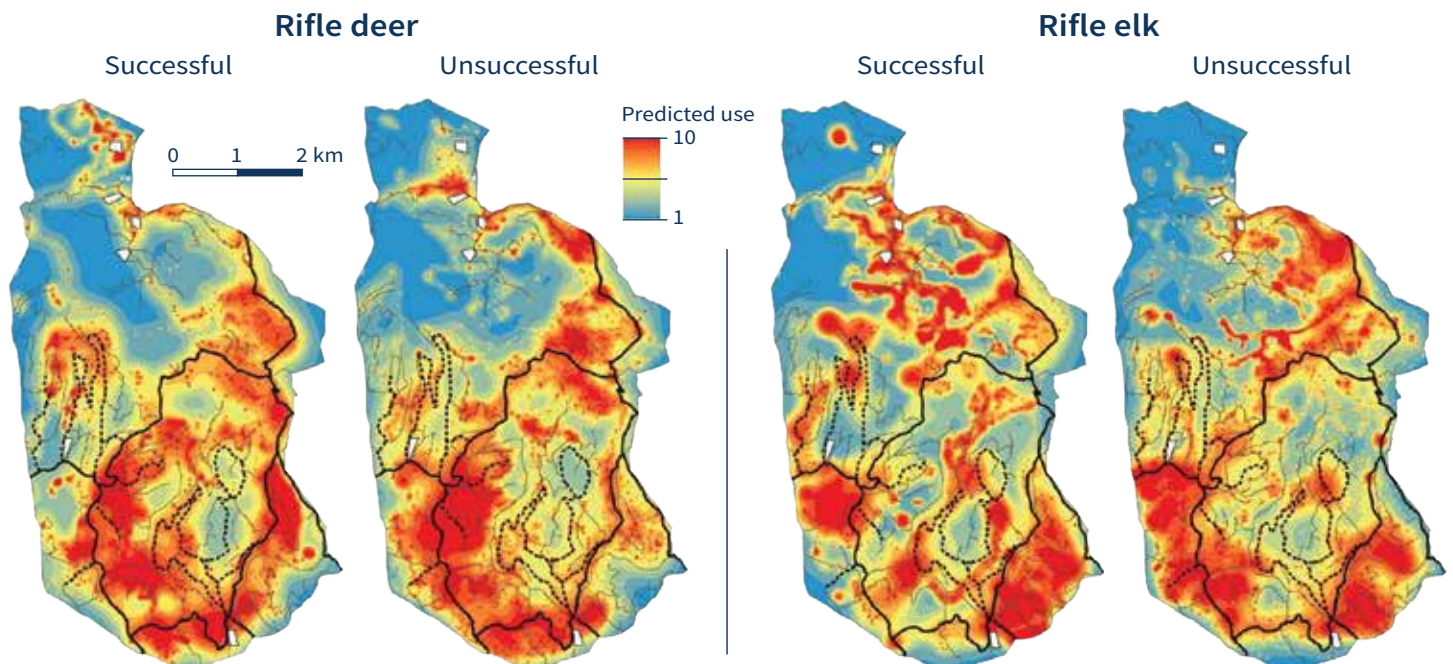 Rifle deer
Rifle elk
Successful
Unsuccessful
Successful
Unsuccessful
Predicted use
10
1
0 1 2 km